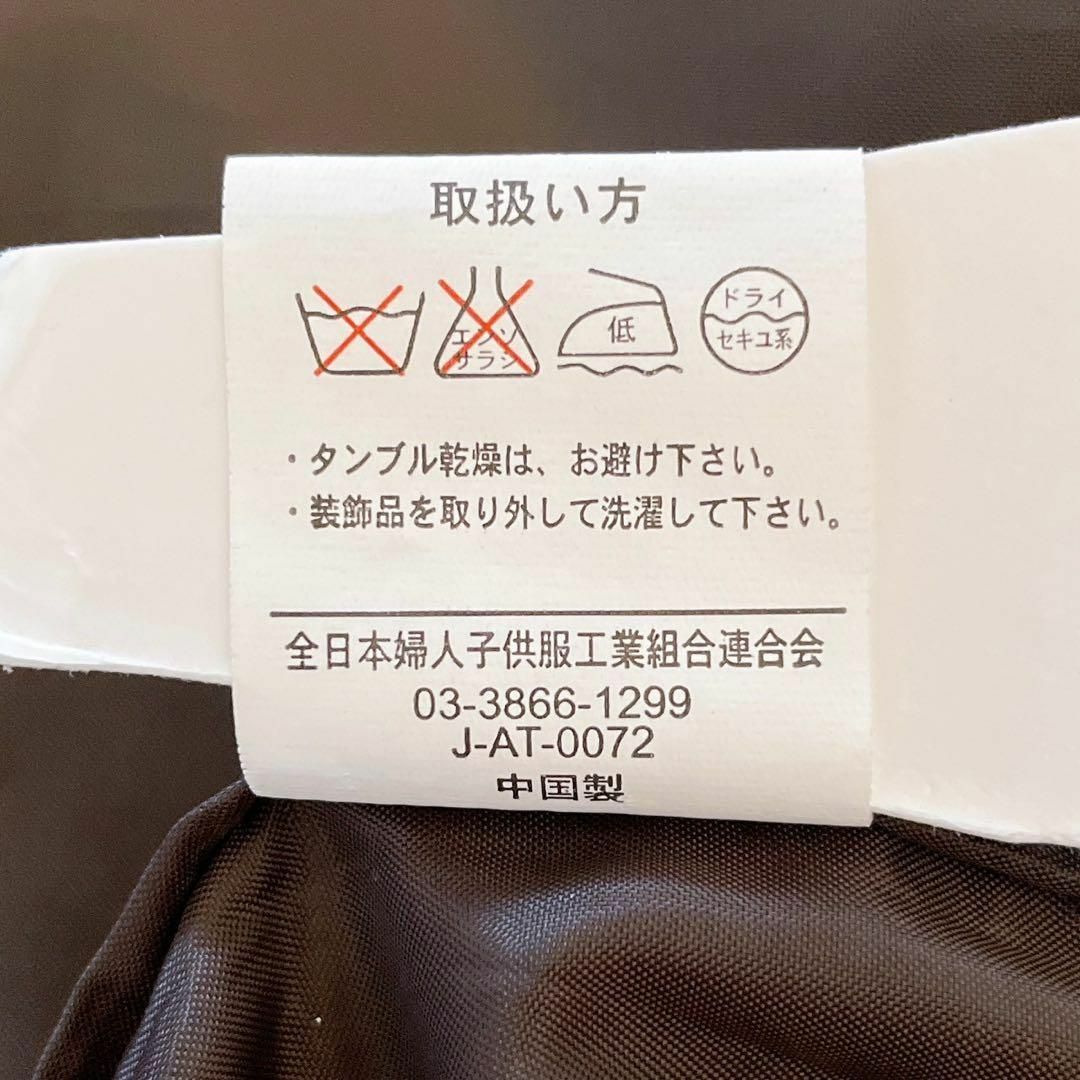 取扱い方
エンソ
サラシ
低
ドライ
セキユ系
・タンブル乾燥は、お避け下さい。
・装飾品を取り外して洗濯して下さい。
全日本婦人子供服工業組合連合会
03-3866-1299
J-AT-0072
中国製